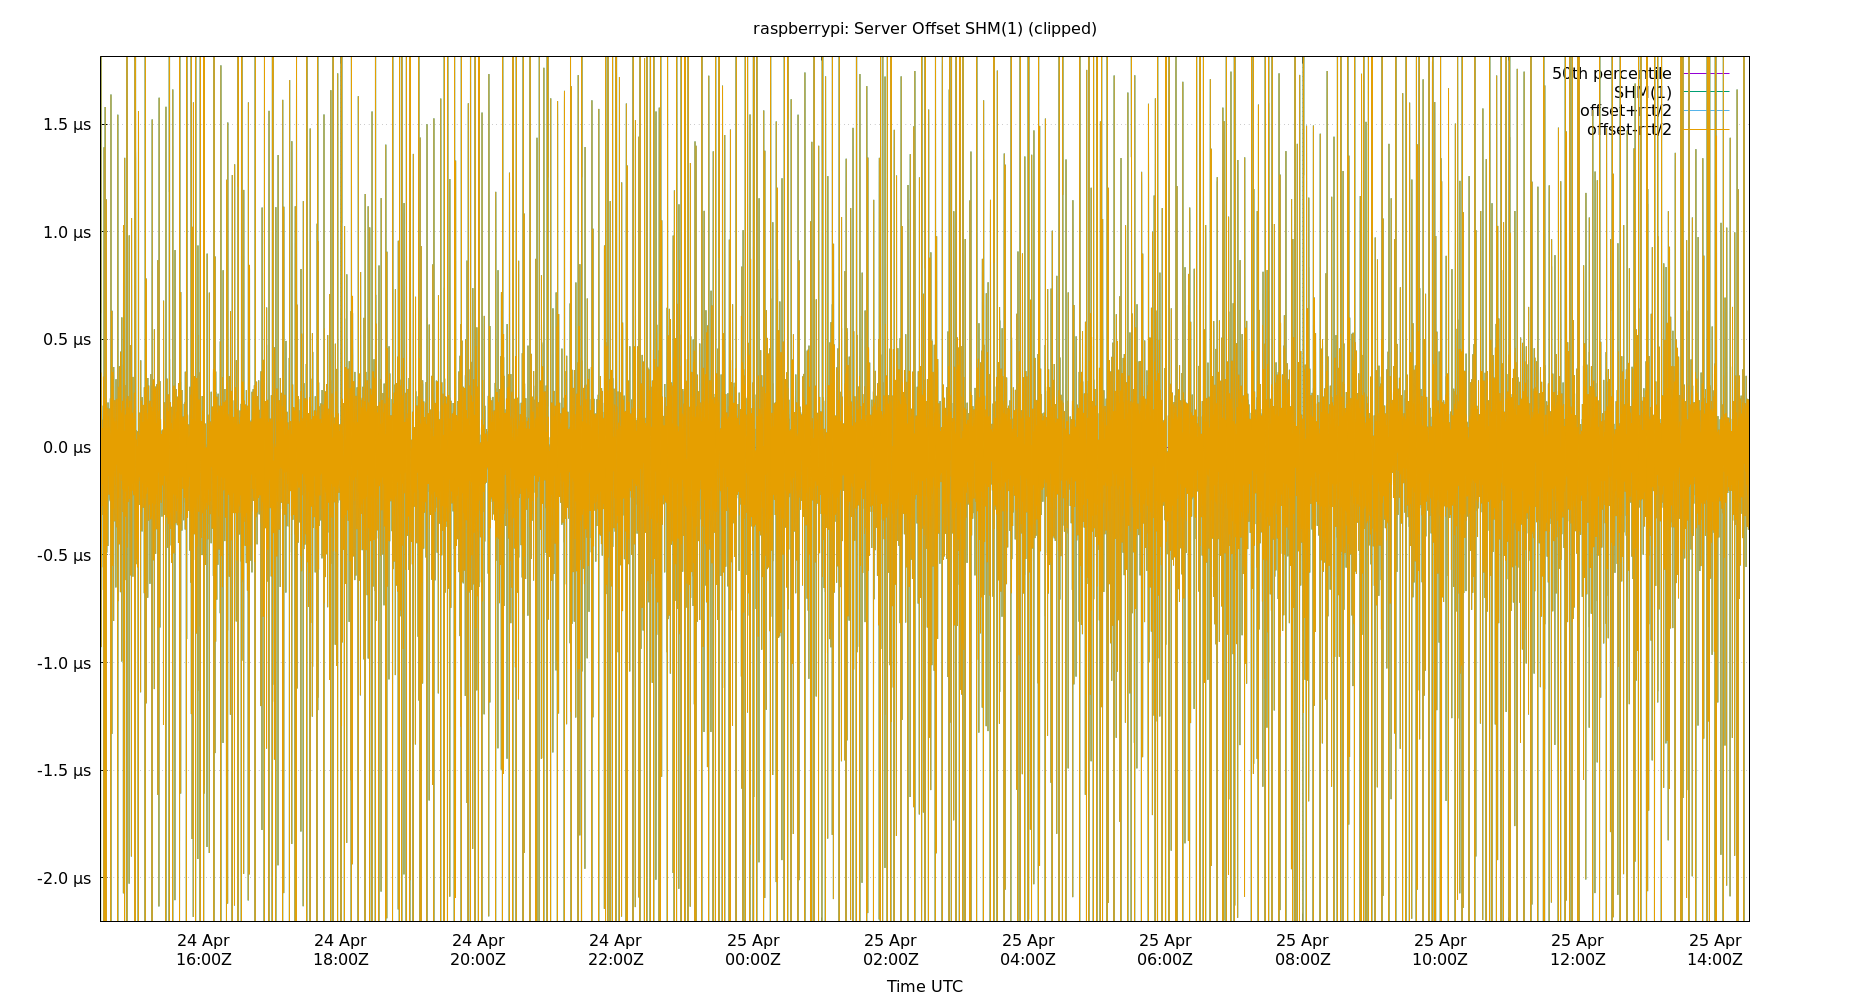 raspberrypi: Server Offset SHM(1) (clipped)
50th percentile
SHM(1)
offset+rtt/2
offset-rtt/2
1.5 µs
1.0 µs
0.5 µs
0.0 µs
-0.5 µs
-1.0 µs
-1.5 µs
-2.0 µs
24 Apr 24 Apr 24 Apr 24 Apr 25 Apr 25 Apr 25 Apr 25 Apr 25 Apr 25 Apr 25 Apr 25 Apr
16:00Z 18:00Z 20:00Z 22:00Z 00:00Z 02:00Z 04:00Z 06:00Z 08:00Z 10:00Z 12:00Z 14:00Z
Time UTC